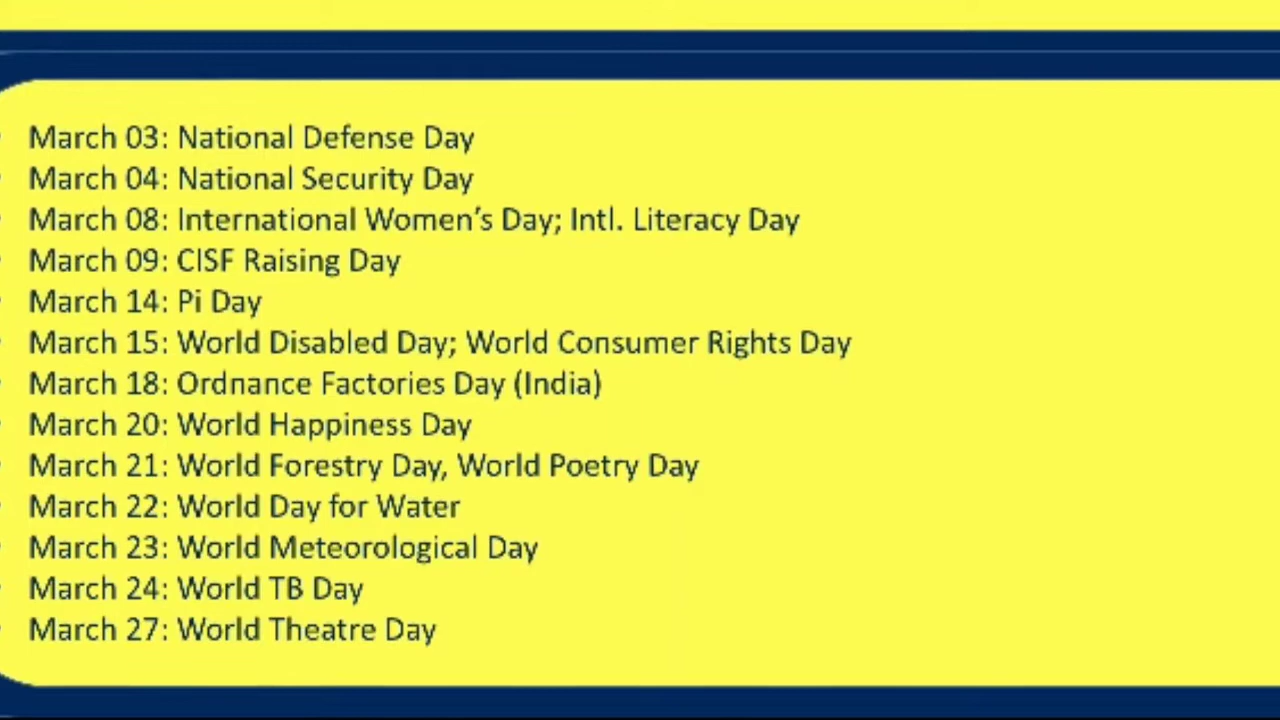 March 03: National Defense Day
March 04: National Security Day
March 08: International Women's Day; Intl. Literacy Day
March 09: CISF Raising Day
March 14: Pi Day
March 15: World Disabled Day; World Consumer Rights Day
March 18: Ordnance Factories Day (India)
March 20: World Happiness Day
March 21: World Forestry Day, World Poetry Day
March 22: World Day for Water
March 23: World Meteorological Day
March 24: World TB Day
March 27: World Theatre Day